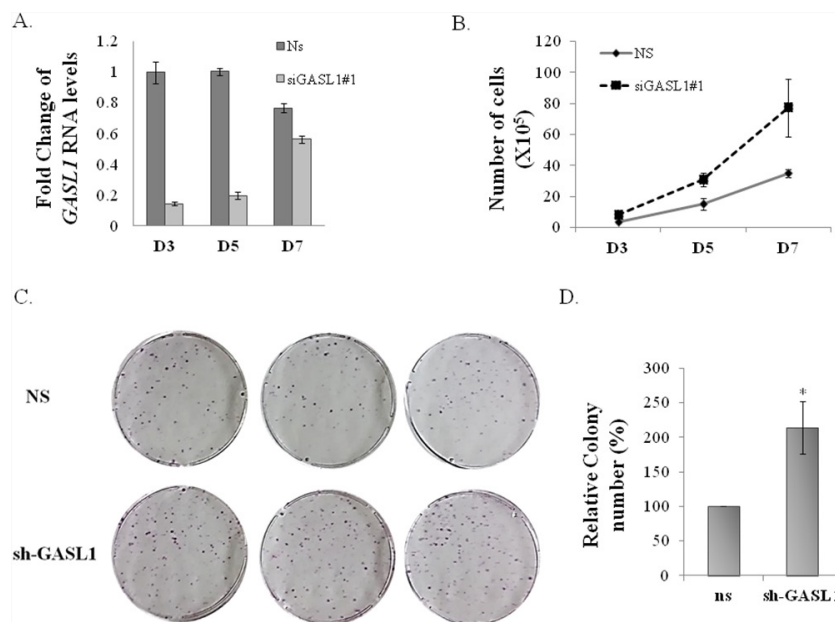 A.
Fold Change of
GASL1 RNA levels
1.2
1
0.8
0.6
0.4
0.2
0
Ns
siGASL1#1
D3 D5 D7
B.
Number of cells
(X10⁵)
120
100
80
60
40
20
0
NS
siGASL1#1
D3 D5 D7
C.
NS
sh-GASL1
D.
Relative Colony
number (%)
300
250
200
150
100
50
0
*
ns sh-GASL1